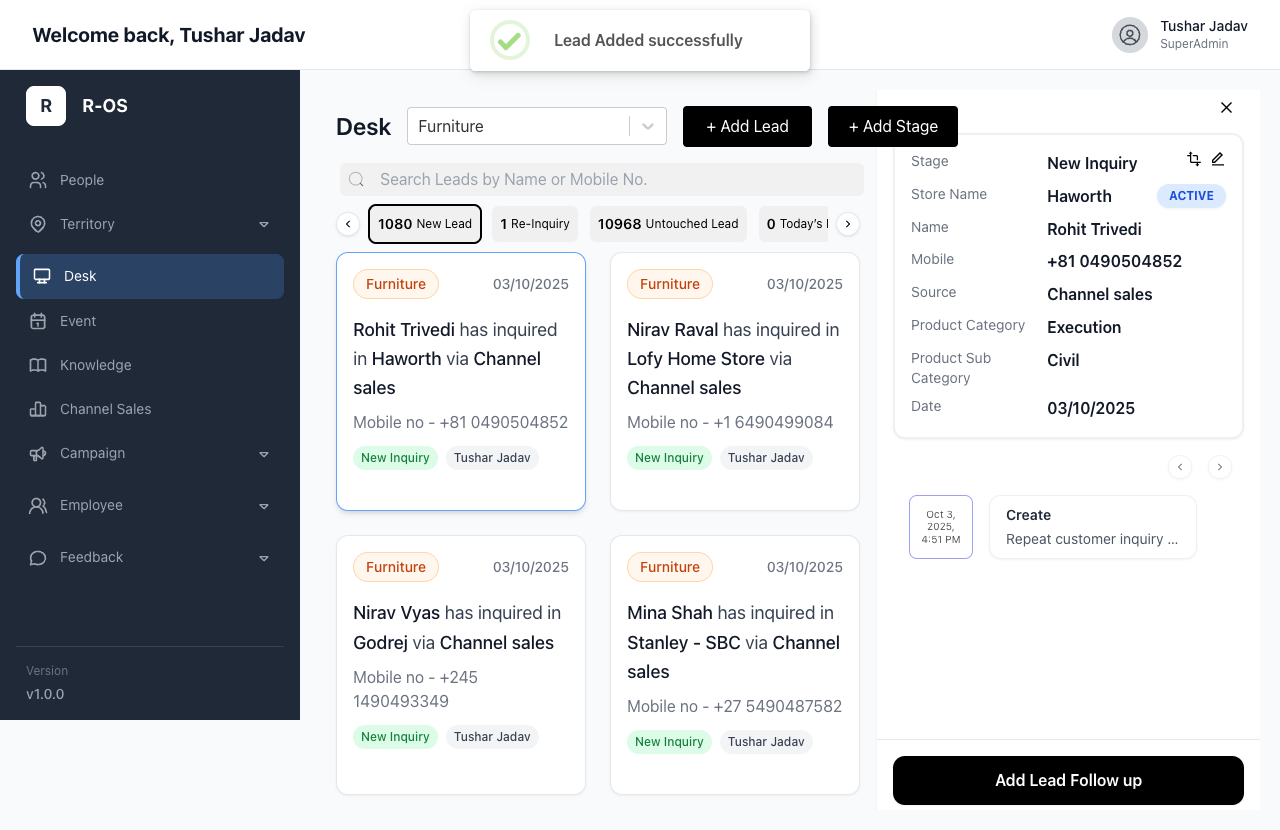 Welcome back, Tushar Jadav
Lead Added successfully
Tushar Jadav
SuperAdmin
R
R-OS
People
Territory
Desk
Event
Knowledge
Channel Sales
Campaign
Employee
Feedback
Version
v1.0.0
Desk
Furniture
+ Add Lead
+ Add Stage
Search Leads by Name or Mobile No.
1080 New Lead
1 Re-Inquiry
10968 Untouched Lead
0 Today's
Furniture
03/10/2025
Rohit Trivedi has inquired
in Haworth via Channel
sales
Mobile no - +81 0490504852
New Inquiry
Tushar Jadav
Furniture
03/10/2025
Nirav Raval has inquired in
Lofy Home Store via
Channel sales
Mobile no - +1 6490499084
New Inquiry
Tushar Jadav
Furniture
03/10/2025
Nirav Vyas has inquired in
Godrej via Channel sales
Mobile no - +245
1490493349
New Inquiry
Tushar Jadav
Furniture
03/10/2025
Mina Shah has inquired in
Stanley - SBC via Channel
sales
Mobile no - +27 5490487582
New Inquiry
Tushar Jadav
Stage
New Inquiry
Store Name
Haworth
ACTIVE
Name
Rohit Trivedi
Mobile
+81 0490504852
Source
Channel sales
Product Category
Execution
Product Sub
Category
Civil
Date
03/10/2025
Oct 3,
2025,
4:51 PM
Create
Repeat customer inquiry ...
Add Lead Follow up